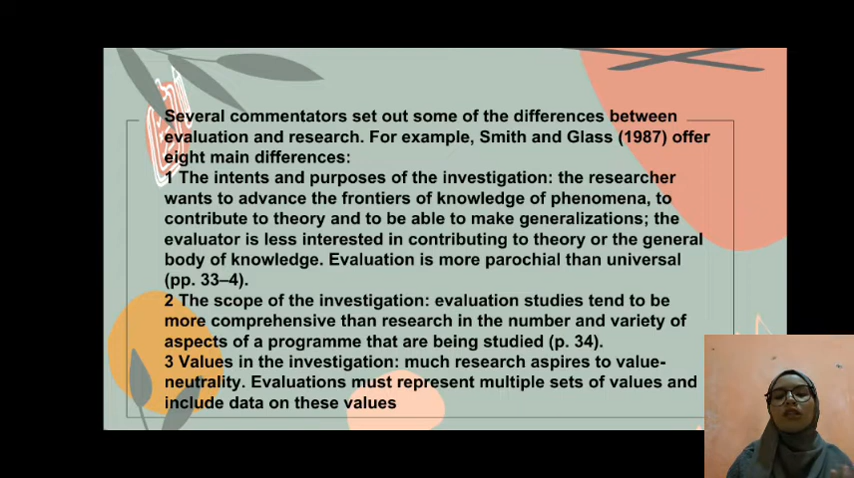 Several commentators set out some of the differences between
evaluation and research. For example, Smith and Glass (1987) offer
eight main differences:
1 The intents and purposes of the investigation: the researcher
wants to advance the frontiers of knowledge of phenomena, to
contribute to theory and to be able to make generalizations; the
evaluator is less interested in contributing to theory or the general
body of knowledge. Evaluation is more parochial than universal
(pp. 33–4).
2 The scope of the investigation: evaluation studies tend to be
more comprehensive than research in the number and variety of
aspects of a programme that are being studied (p. 34).
3 Values in the investigation: much research aspires to value-
neutrality. Evaluations must represent multiple sets of values and
include data on these values